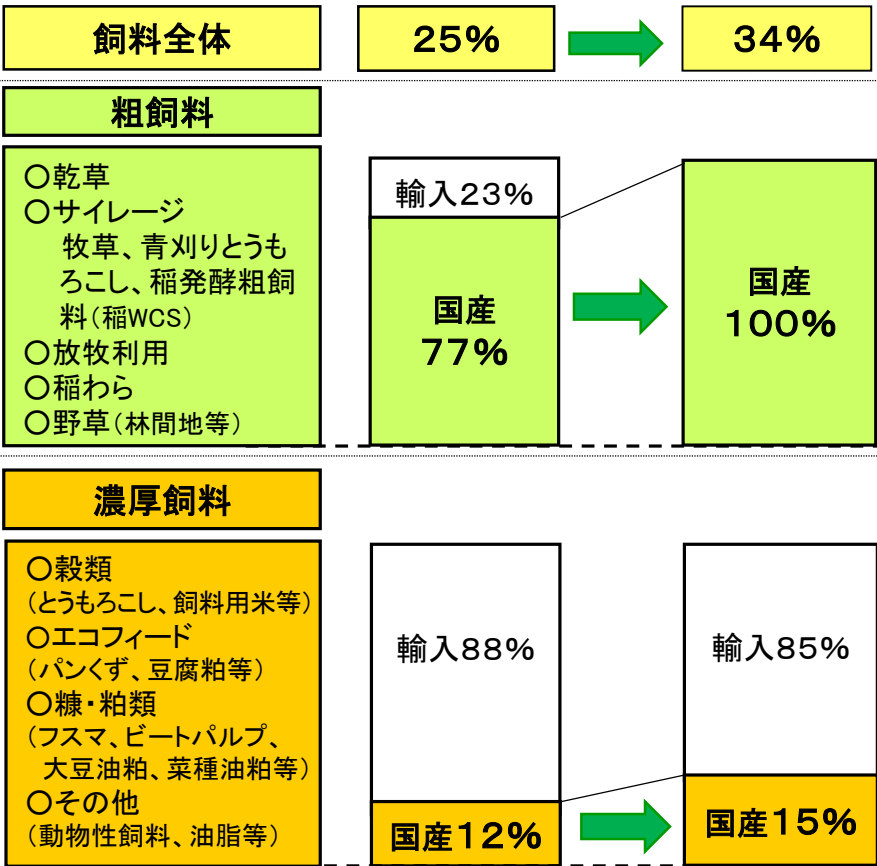 飼料全体
25%
34%
粗飼料
○乾草
○サイレージ
牧草、青刈りとうも
ろこし、稲発酵粗飼
料(稲WCS)
○放牧利用
○稲わら
○野草(林間地等)
輸入23%
国産
77%
国産
100%
濃厚飼料
○穀類
(とうもろこし、飼料用米等)
○エコフィード
(パンくず、豆腐粕等)
○糠・粕類
(フスマ、ビートパルプ、
大豆油粕、菜種油粕等)
○その他
(動物性飼料、油脂等)
輸入88%
国産12%
輸入85%
国産15%